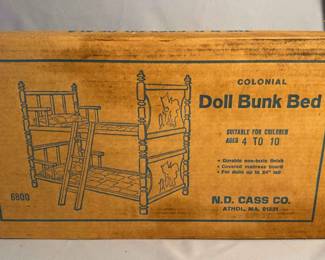 COLONIAL
Doll Bunk Bed
SUITABLE FOR CHILDREN
AGES 4 TO 10
• Durable non-toxic finish
• Covered mattress board
• For dolls up to 24" tall
6800
N.D. CASS CO.
ATHOL, MA. 01331